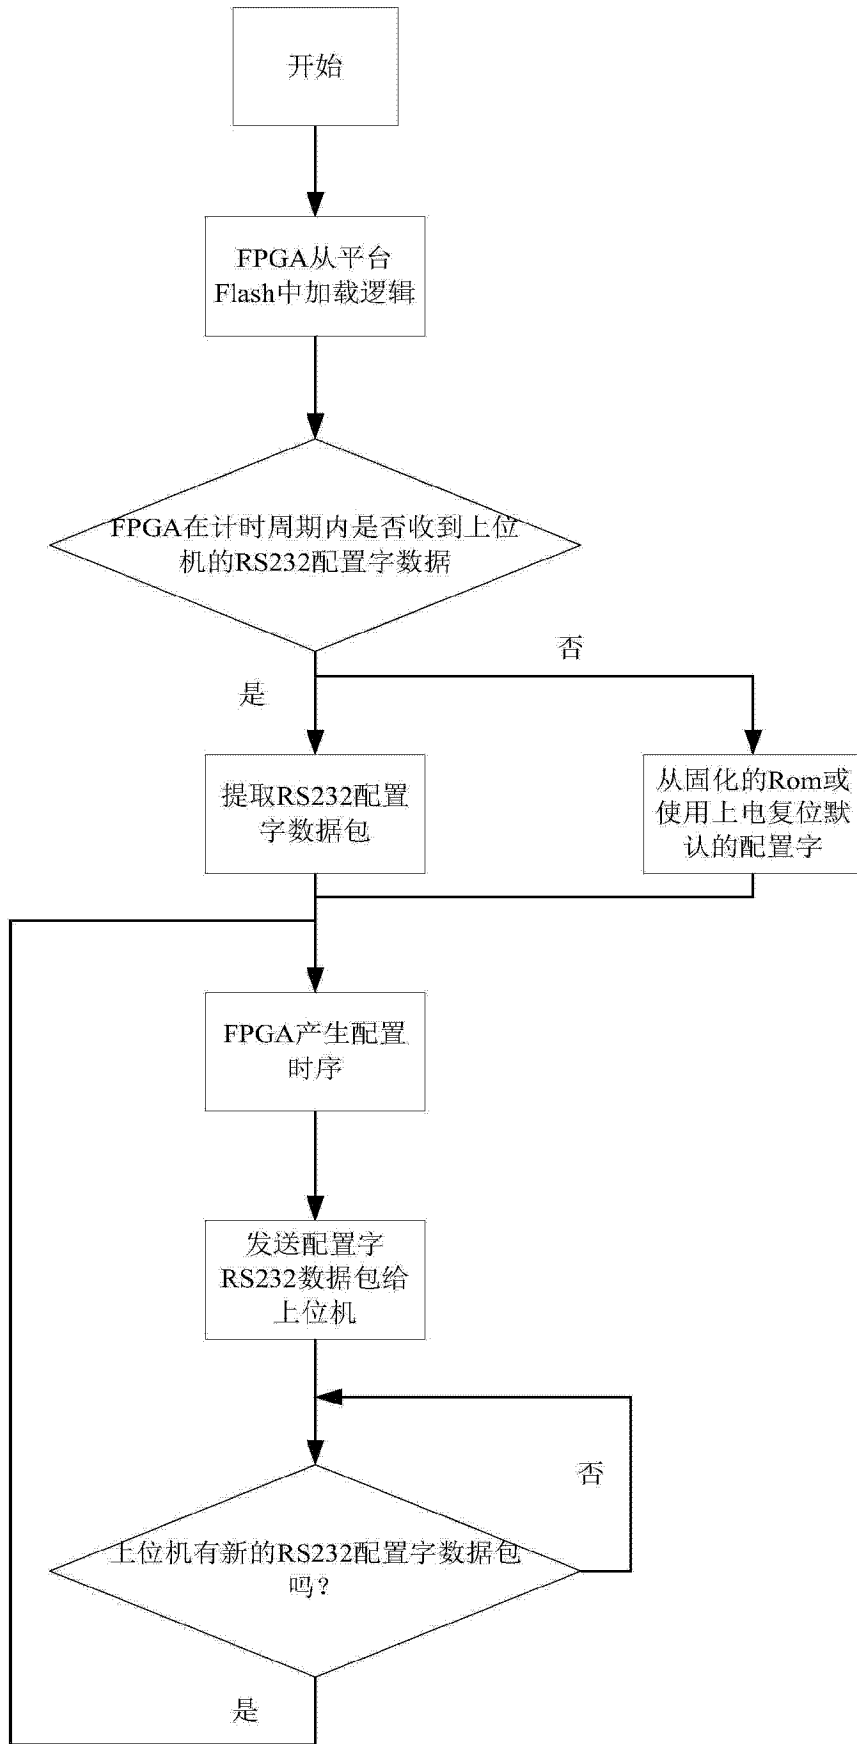 开始
FPGA从平台
Flash中加载逻辑
FPGA在计时周期内是否收到上位
机的RS232配置字数据
否
是
提取RS232配置
字数据包
从固化的Rom或
使用上电复位默
认的配置字
FPGA产生配置
时序
发送配置字
RS232数据包给
上位机
否
上位机有新的RS232配置字数据包
吗？
是